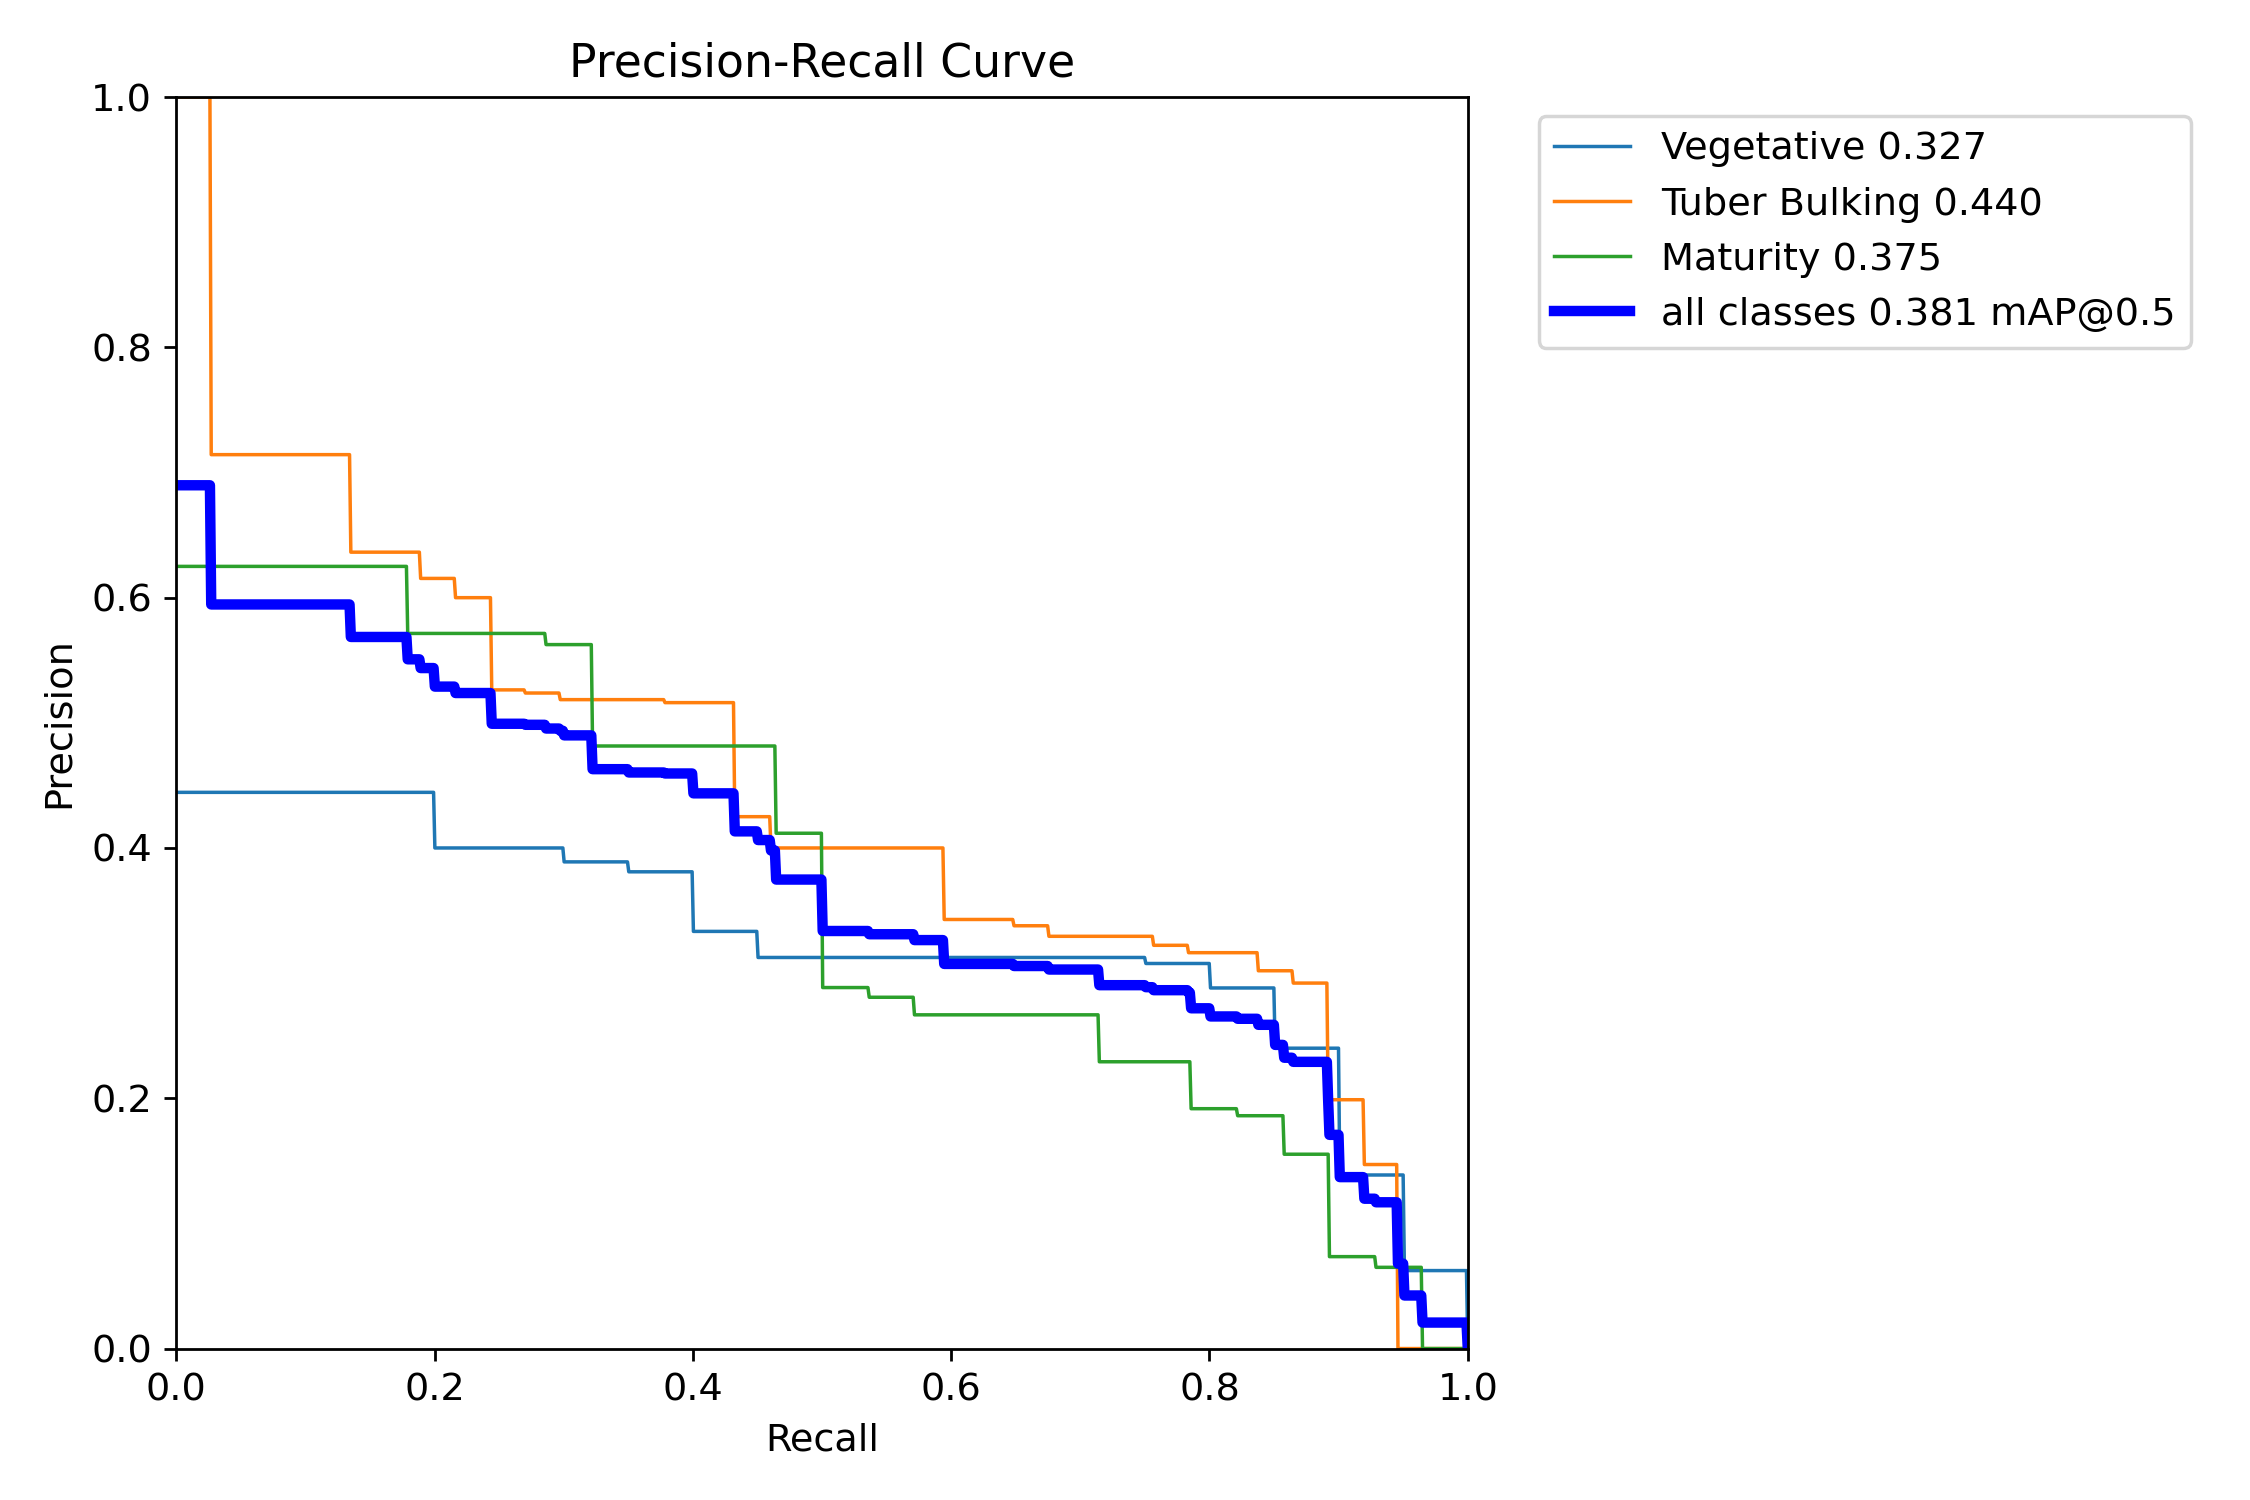 Precision-Recall Curve
1.0
0.8
0.6
0.4
0.2
0.0
Precision
0.0 0.2 0.4 0.6 0.8 1.0
Recall
Vegetative 0.327
Tuber Bulking 0.440
Maturity 0.375
all classes 0.381 mAP@0.5